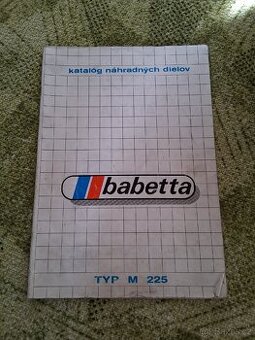 katalóg náhradných dielov
babetta
TYP M 225